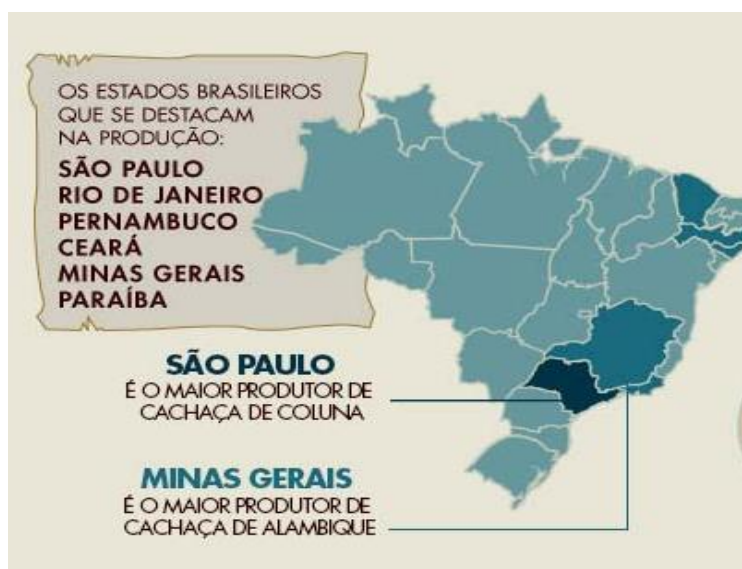 OS ESTADOS BRASILEIROS
QUE SE DESTACAM
NA PRODUÇÃO:
SÃO PAULO
RIO DE JANEIRO
PERNAMBUCO
CEARÁ
MINAS GERAIS
PARAÍBA
SÃO PAULO
É O MAIOR PRODUTOR DE
CACHAÇA DE COLUNA
MINAS GERAIS
É O MAIOR PRODUTOR DE
CACHAÇA DE ALAMBIQUE